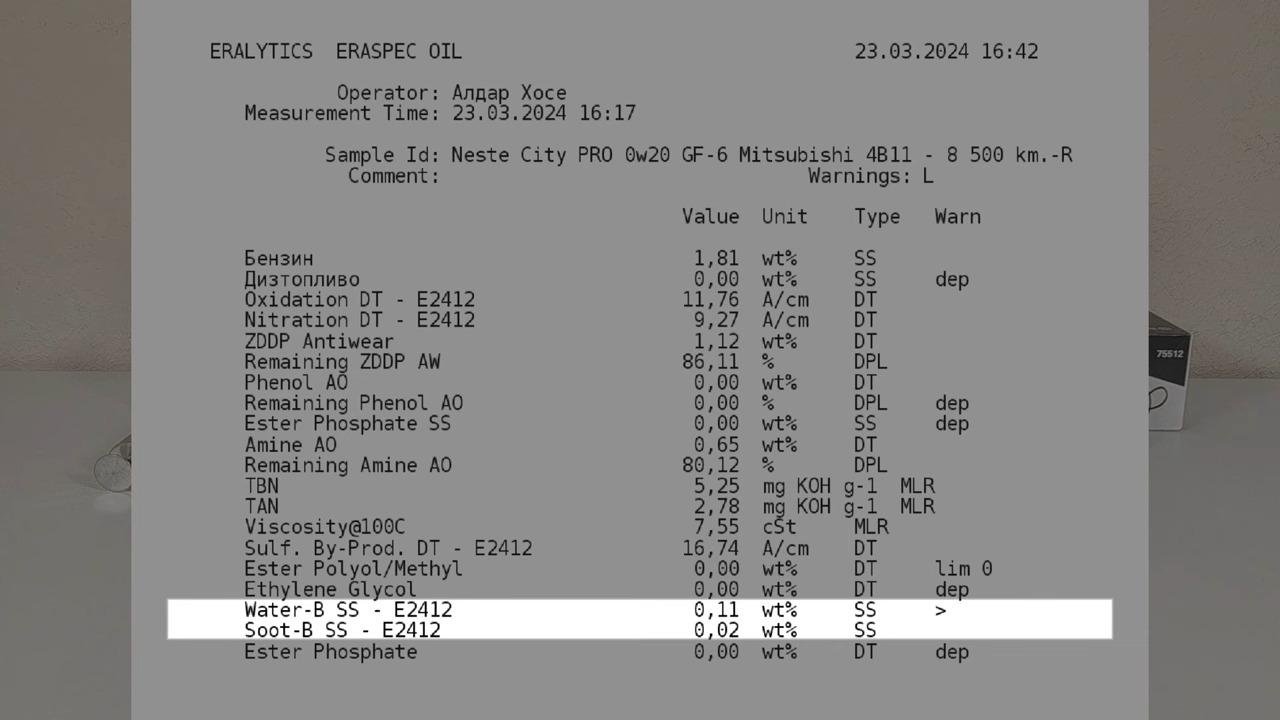 ERALYTICS ERASPEC OIL 23.03.2024 16:42
Operator: Алдар Хосе
Measurement Time: 23.03.2024 16:17
Sample Id: Neste City PRO 0w20 GF-6 Mitsubishi 4B11 - 8 500 km.-R
Comment: Warnings: L
Value Unit Type Warn
Бензин 1,81 wt% SS
Дизтопливо 0,00 wt% SS dep
Oxidation DT - E2412 11,76 A/cm DT
Nitration DT - E2412 9,27 A/cm DT
ZDDP Antiwear 1,12 wt% DT
Remaining ZDDP AW 86,11 % DPL
Phenol AO 0,00 wt% DT
Remaining Phenol AO 0,00 % DPL dep
Ester Phosphate SS 0,00 wt% SS dep
Amine AO 0,65 wt% DT
Remaining Amine AO 80,12 % DPL
TBN 5,25 mg KOH g-1 MLR
TAN 2,78 mg KOH g-1 MLR
Viscosity@100C 7,55 cSt MLR
Sulf. By-Prod. DT - E2412 16,74 A/cm DT
Ester Polyol/Methyl 0,00 wt% DT lim 0
Ethylene Glycol 0,00 wt% DT dep
Water-B SS - E2412 0,11 wt% SS >
Soot-B SS - E2412 0,02 wt% SS
Ester Phosphate 0,00 wt% DT dep
75512